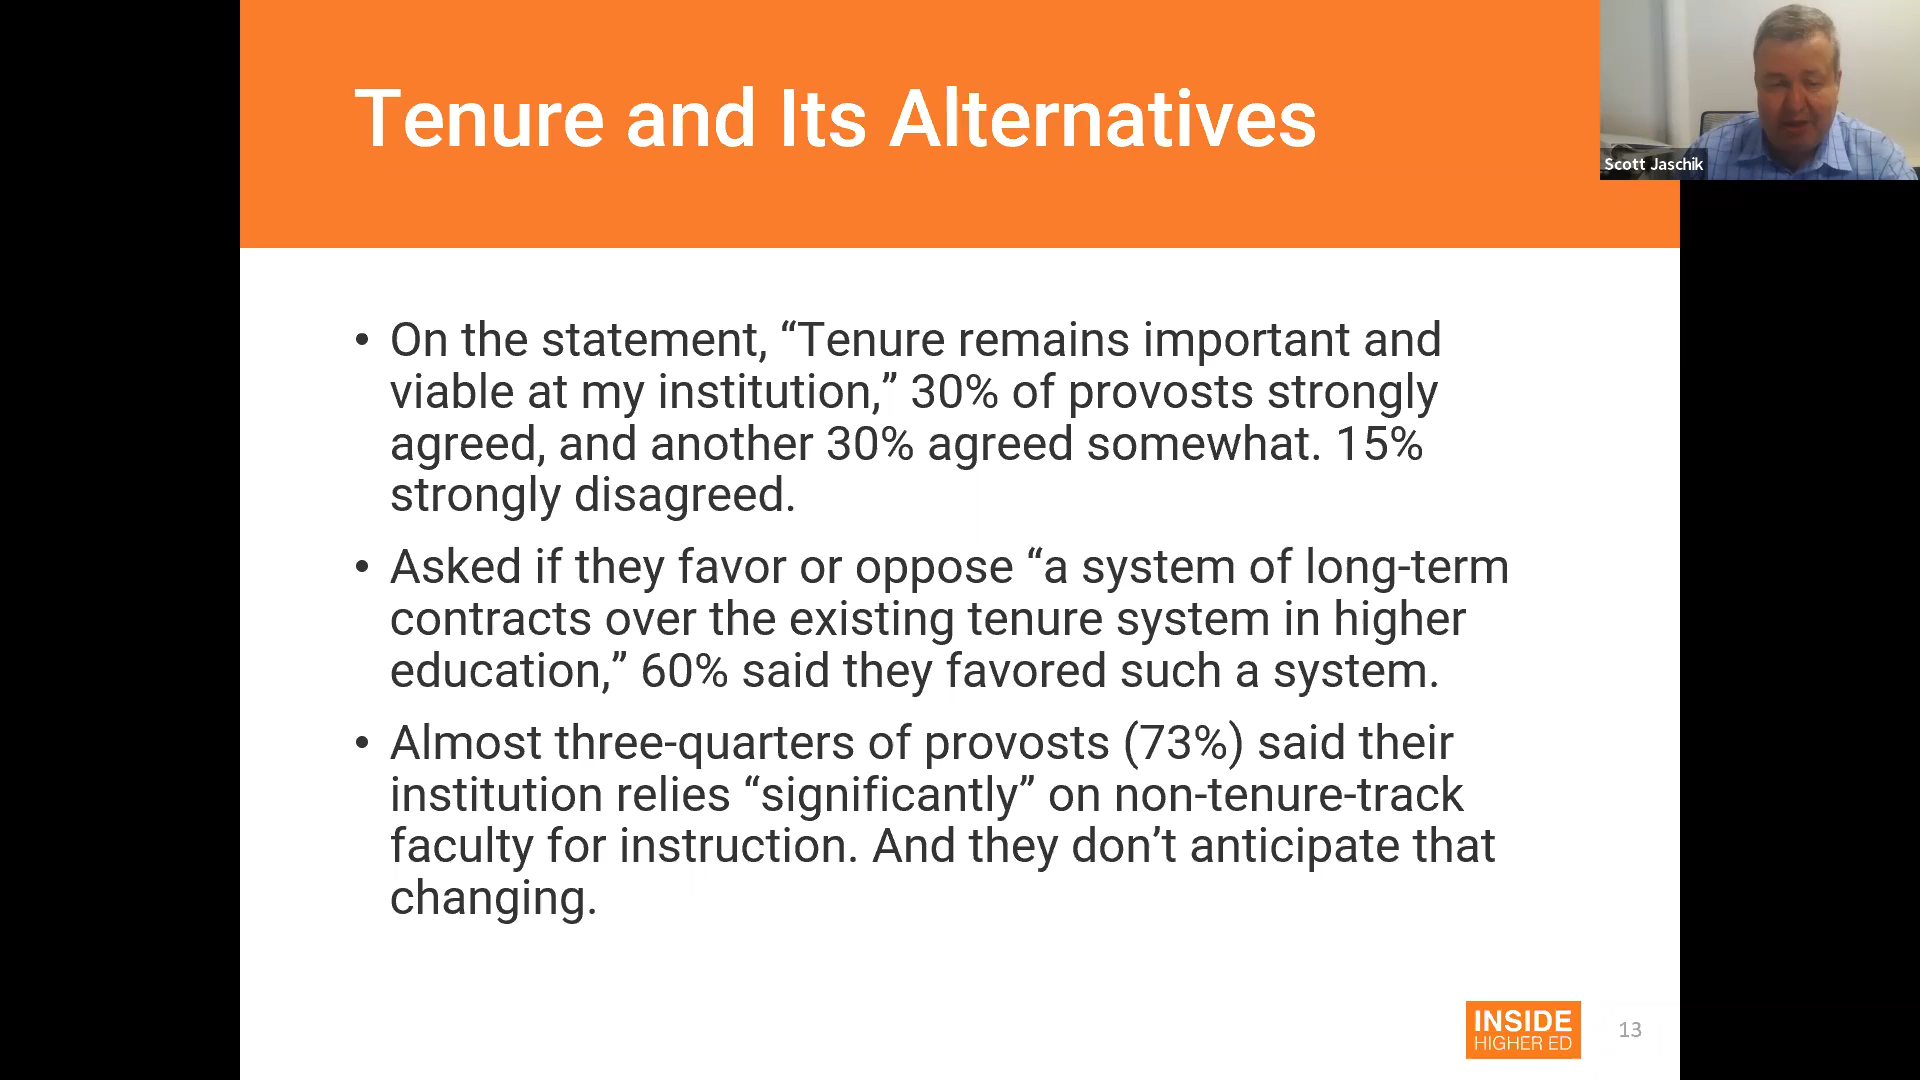 Tenure and Its Alternatives
Scott Jaschik
• On the statement, “Tenure remains important and
viable at my institution,” 30% of provosts strongly
agreed, and another 30% agreed somewhat. 15%
strongly disagreed.
• Asked if they favor or oppose “a system of long-term
contracts over the existing tenure system in higher
education,” 60% said they favored such a system.
• Almost three-quarters of provosts (73%) said their
institution relies “significantly” on non-tenure-track
faculty for instruction. And they don’t anticipate that
changing.
INSIDE
HIGHER ED
13